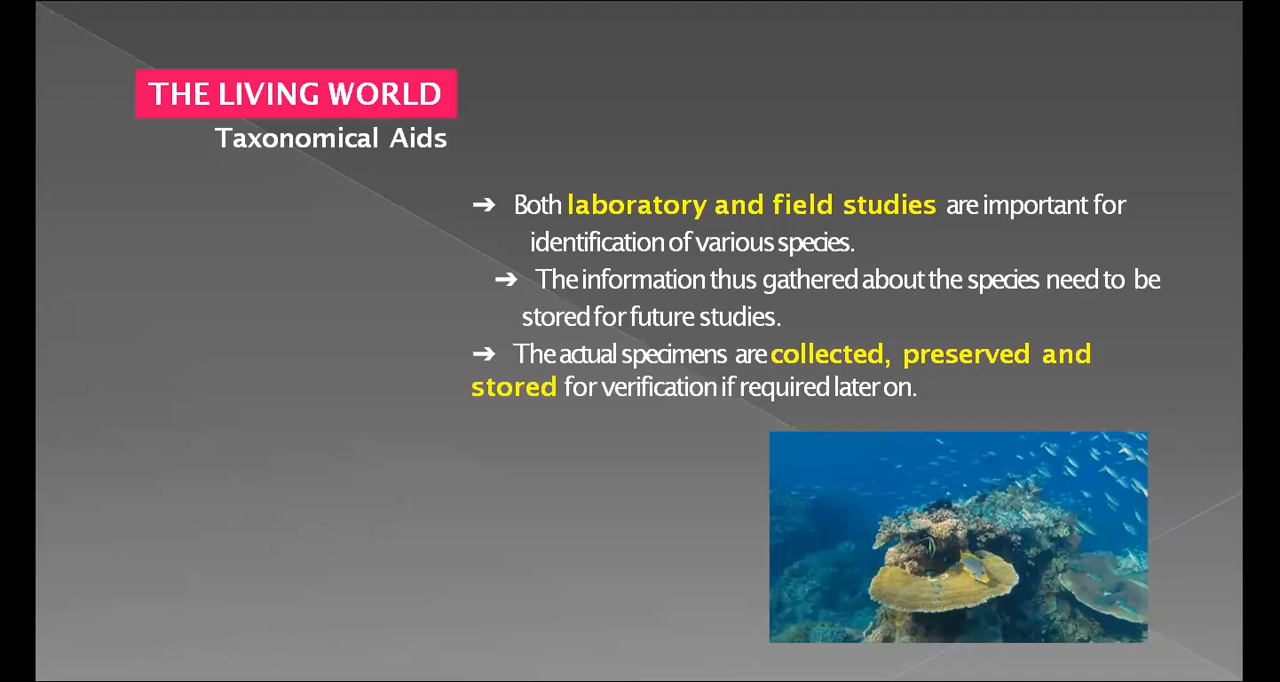 THE LIVING WORLD
Taxonomical Aids
➔ Both laboratory and field studies are important for
identification of various species.
➔ The information thus gathered about the species need to be
stored for future studies.
➔ The actual specimens are collected, preserved and
stored for verification if required later on.